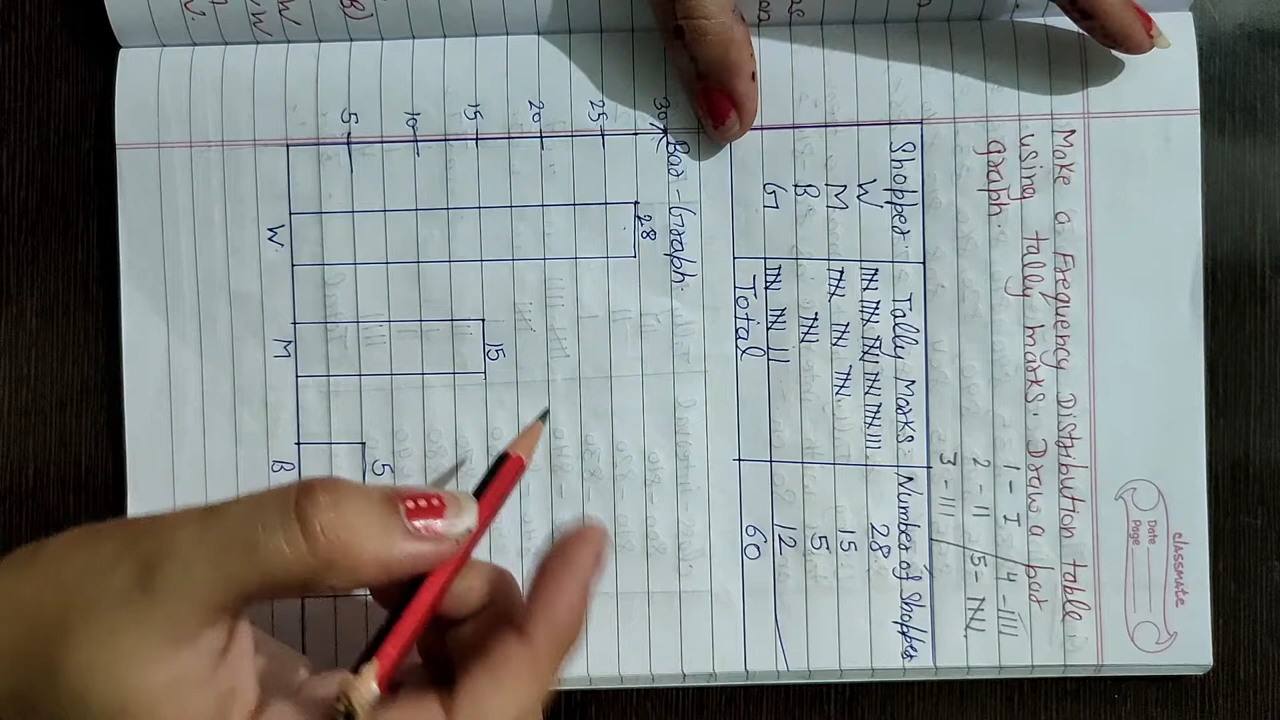 classmate
Date
Page
Make a Frequency Distribution table
using tally marks. Draw a bar
graph.
1 - I
2 - II
3 - III
4 - IIII
5 - 𝍸
Shopper. Tally Marks. Number of Shopper
W 𝍸 𝍸 𝍸 𝍸 𝍸 III 28
M 𝍸 𝍸 𝍸 15
B 𝍸 5
G 𝍸 𝍸 II 12
Total 60
Bar-Graph.
30
25
20
15
10
5
28
15
5
W M B